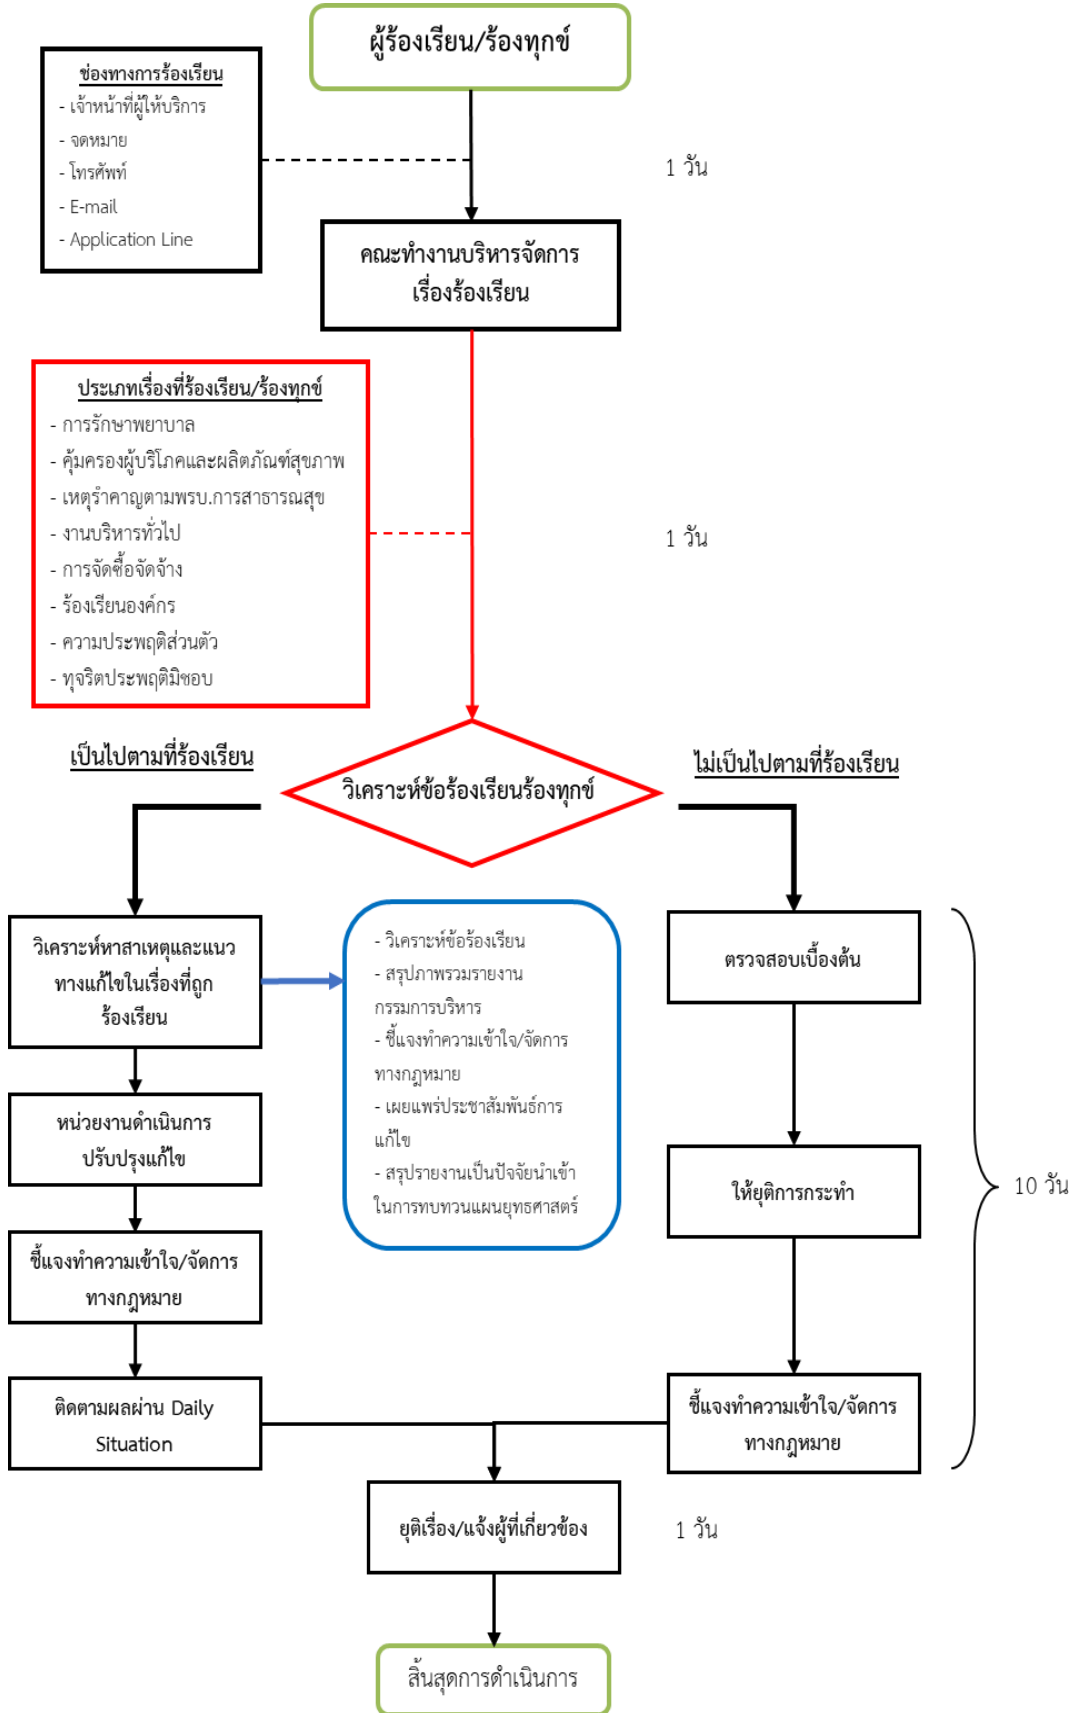 ผู้ร้องเรียน/ร้องทุกข์
ช่องทางการร้องเรียน
- เจ้าหน้าที่ผู้ให้บริการ
- จดหมาย
- โทรศัพท์
- E-mail
- Application Line
1 วัน
คณะทำงานบริหารจัดการ
เรื่องร้องเรียน
ประเภทเรื่องที่ร้องเรียน/ร้องทุกข์
- การรักษาพยาบาล
- คุ้มครองผู้บริโภคและผลิตภัณฑ์สุขภาพ
- เหตุรำคาญตามพรบ.การสาธารณสุข
- งานบริหารทั่วไป
- การจัดซื้อจัดจ้าง
- ร้องเรียนองค์กร
- ความประพฤติส่วนตัว
- ทุจริตประพฤติมิชอบ
1 วัน
เป็นไปตามที่ร้องเรียน
วิเคราะห์ข้อร้องเรียนร้องทุกข์
ไม่เป็นไปตามที่ร้องเรียน
วิเคราะห์หาสาเหตุและแนว
ทางแก้ไขในเรื่องที่ถูก
ร้องเรียน
หน่วยงานดำเนินการ
ปรับปรุงแก้ไข
ชี้แจงทำความเข้าใจ/จัดการ
ทางกฎหมาย
ติดตามผลผ่าน Daily
Situation
- วิเคราะห์ข้อร้องเรียน
- สรุปภาพรวมรายงาน
กรรมการบริหาร
- ชี้แจงทำความเข้าใจ/จัดการ
ทางกฎหมาย
- เผยแพร่ประชาสัมพันธ์การ
แก้ไข
- สรุปรายงานเป็นปัจจัยนำเข้า
ในการทบทวนแผนยุทธศาสตร์
ตรวจสอบเบื้องต้น
ให้ยุติการกระทำ
ชี้แจงทำความเข้าใจ/จัดการ
ทางกฎหมาย
10 วัน
ยุติเรื่อง/แจ้งผู้ที่เกี่ยวข้อง
1 วัน
สิ้นสุดการดำเนินการ